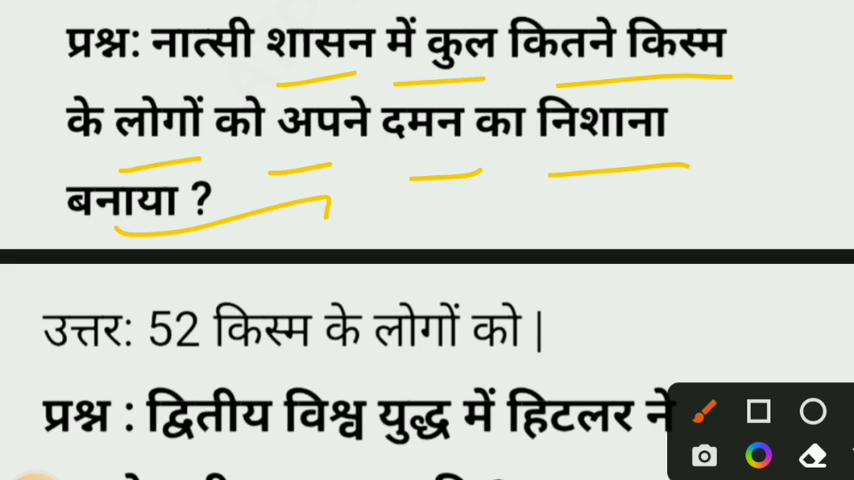 प्रश्न: नात्सी शासन में कुल कितने किस्म
के लोगों को अपने दमन का निशाना
बनाया ?
उत्तर: 52 किस्म के लोगों को |
प्रश्न : द्वितीय विश्व युद्ध में हिटलर ने